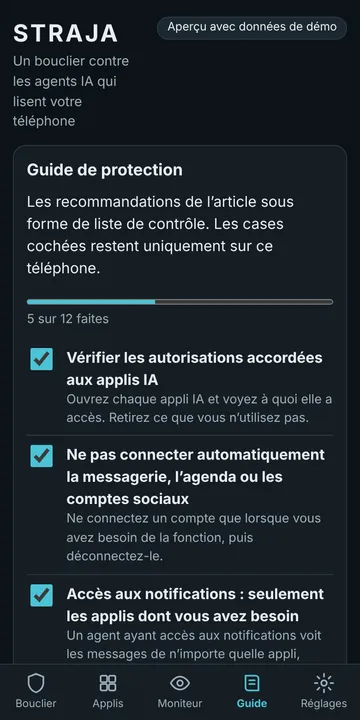 STRAJA
Aperçu avec données de démo
Un bouclier contre
les agents IA qui
lisent votre
téléphone
Guide de protection
Les recommandations de l’article sous
forme de liste de contrôle. Les cases
cochées restent uniquement sur ce
téléphone.
5 sur 12 faites
Vérifier les autorisations accordées
aux applis IA
Ouvrez chaque appli IA et voyez à quoi elle a
accès. Retirez ce que vous n’utilisez pas.
Ne pas connecter automatiquement
la messagerie, l’agenda ou les
comptes sociaux
Ne connectez un compte que lorsque vous
avez besoin de la fonction, puis
déconnectez-le.
Accès aux notifications : seulement
les applis dont vous avez besoin
Un agent ayant accès aux notifications voit
les messages de n’importe quelle appli,
Bouclier
Applis
Moniteur
Guide
Réglages